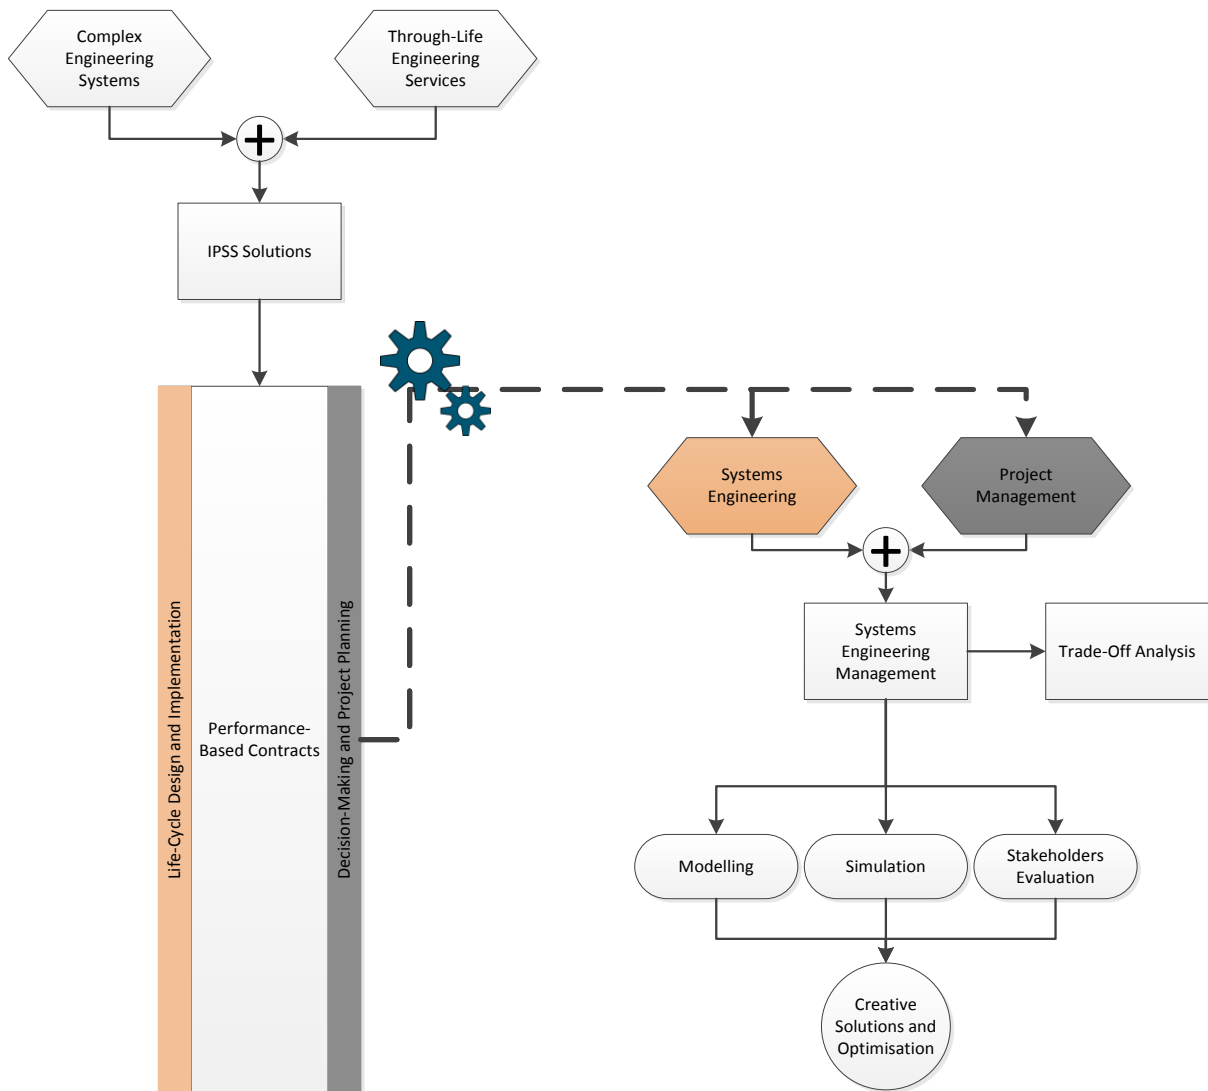 Complex
Engineering
Systems
Through-Life
Engineering
Services
IPSS Solutions
Life-Cycle Design and Implementation
Performance-
Based Contracts
Decision-Making and Project Planning
Systems
Engineering
Project
Management
Systems
Engineering
Management
Trade-Off Analysis
Modelling
Simulation
Stakeholders
Evaluation
Creative
Solutions and
Optimisation